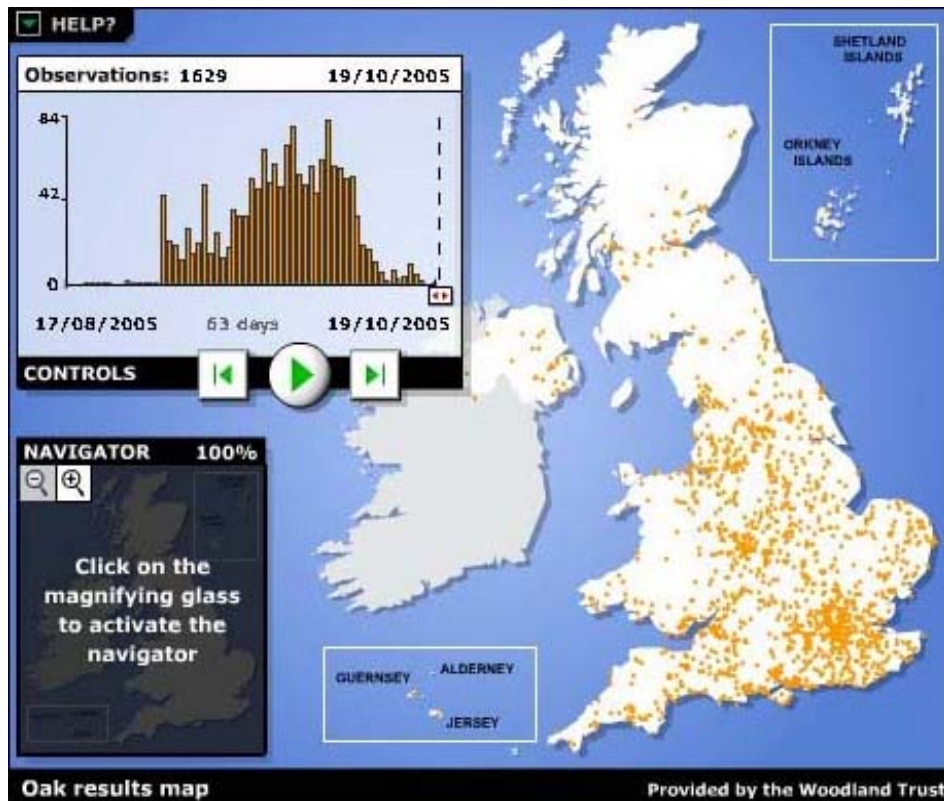 HELP?
Observations: 1629 19/10/2005
84
42
0
17/08/2005 63 days 19/10/2005
CONTROLS
NAVIGATOR 100%
Click on the
magnifying glass
to activate the
navigator
SHETLAND
ISLANDS
ORKNEY
ISLANDS
GUERNSEY
ALDERNEY
JERSEY
Oak results map
Provided by the Woodland Trust